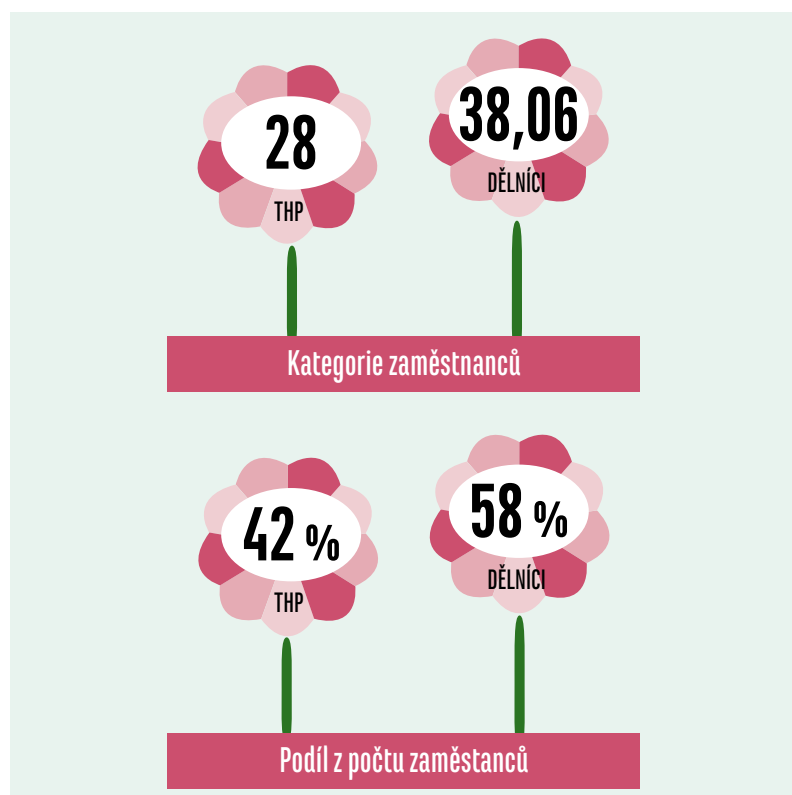 28
THP
38,06
DĚLNÍCI
Kategorie zaměstnanců
42 %
THP
58 %
DĚLNÍCI
Podíl z počtu zaměstanců